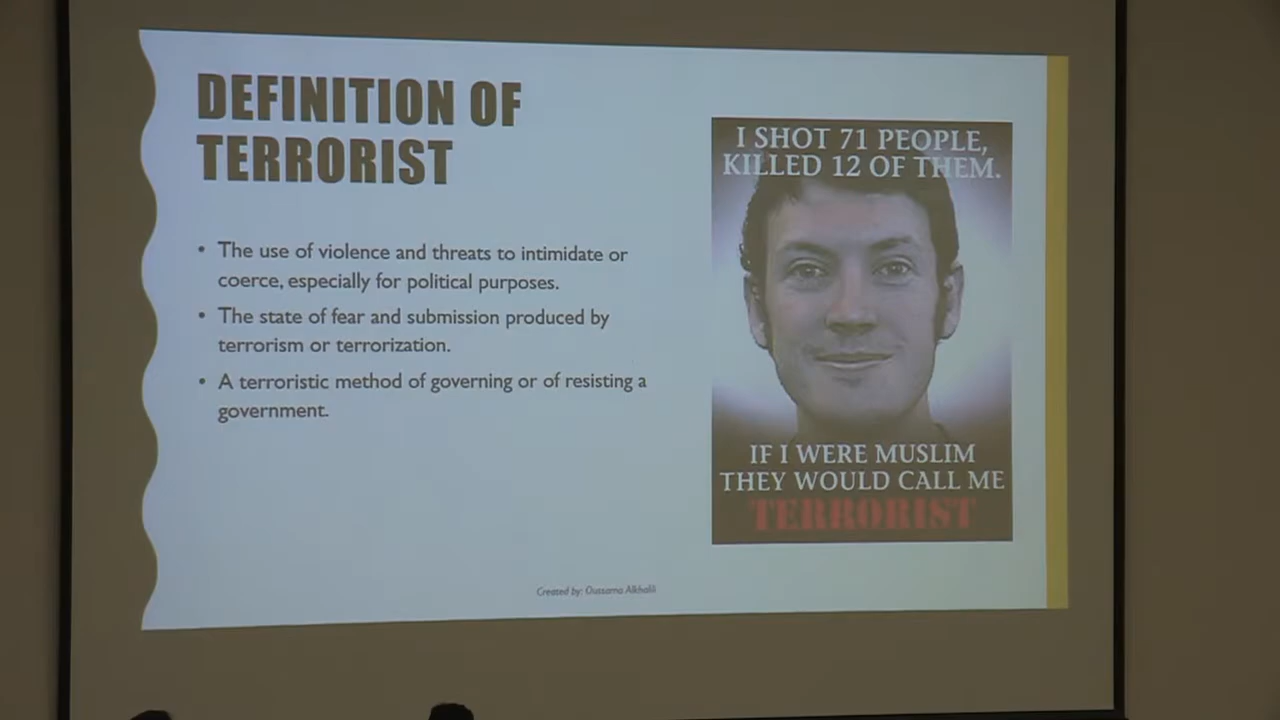 DEFINITION OF
TERRORIST
• The use of violence and threats to intimidate or
coerce, especially for political purposes.
• The state of fear and submission produced by
terrorism or terrorization.
• A terroristic method of governing or of resisting a
government.
I SHOT 71 PEOPLE,
KILLED 12 OF THEM.
IF I WERE MUSLIM
THEY WOULD CALL ME
TERRORIST
Created by: Oussama Alkhalili